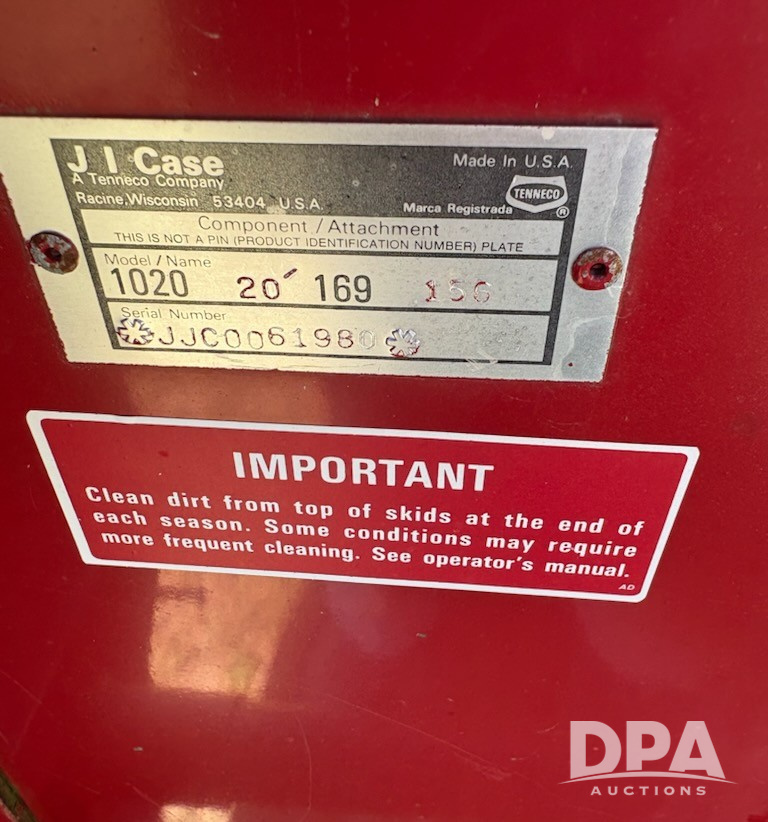 J I Case
A Tenneco Company
Racine, Wisconsin 53404 U.S.A.
Made In U.S.A.
TENNECO
Marca Registrada ®
Component / Attachment
THIS IS NOT A PIN (PRODUCT IDENTIFICATION NUMBER) PLATE
Model / Name
1020 20' 169 156
Serial Number
*JJC0061980*
IMPORTANT
Clean dirt from top of skids at the end of
each season. Some conditions may require
more frequent cleaning. See operator's manual.
AD
DPA
AUCTIONS